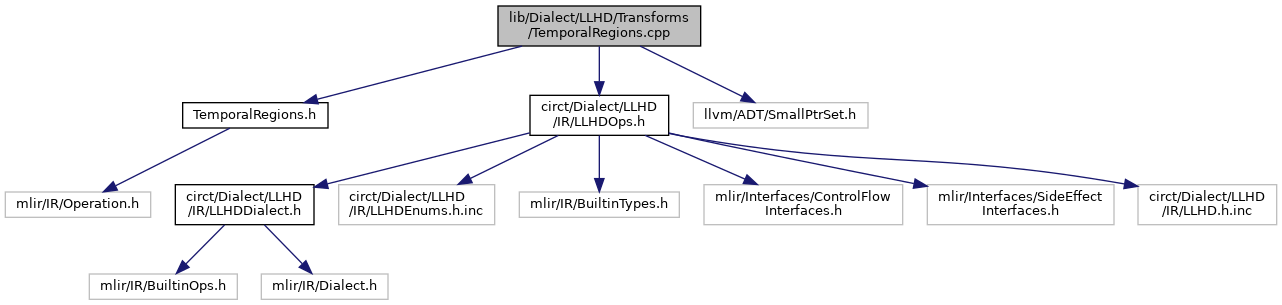 lib/Dialect/LLHD/Transforms
/TemporalRegions.cpp
TemporalRegions.h
circt/Dialect/LLHD
/IR/LLHDOps.h
llvm/ADT/SmallPtrSet.h
mlir/IR/Operation.h
circt/Dialect/LLHD
/IR/LLHDDialect.h
circt/Dialect/LLHD
/IR/LLHDEnums.h.inc
mlir/IR/BuiltinTypes.h
mlir/Interfaces/ControlFlow
Interfaces.h
mlir/Interfaces/SideEffect
Interfaces.h
circt/Dialect/LLHD
/IR/LLHD.h.inc
mlir/IR/BuiltinOps.h
mlir/IR/Dialect.h